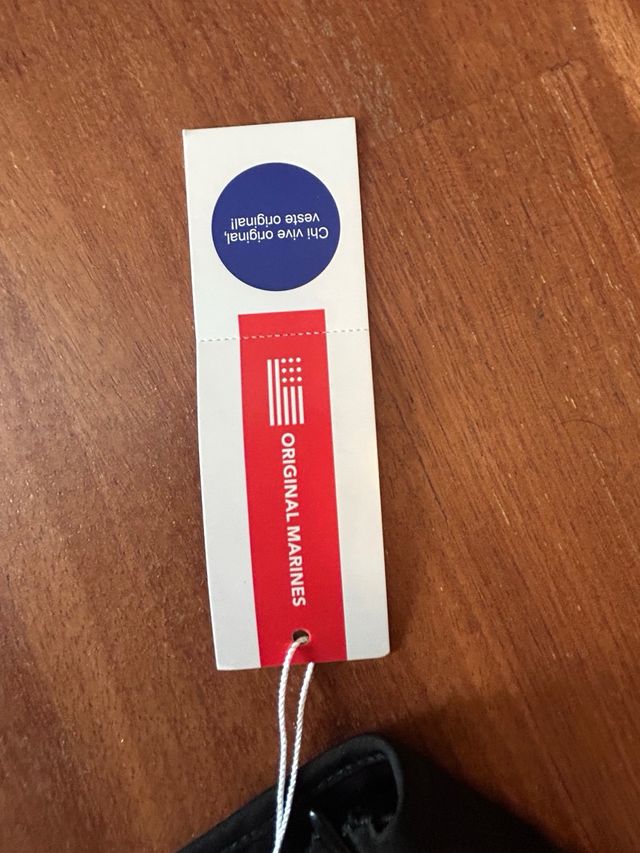 Chi vive original,
veste original!
ORIGINAL MARINES